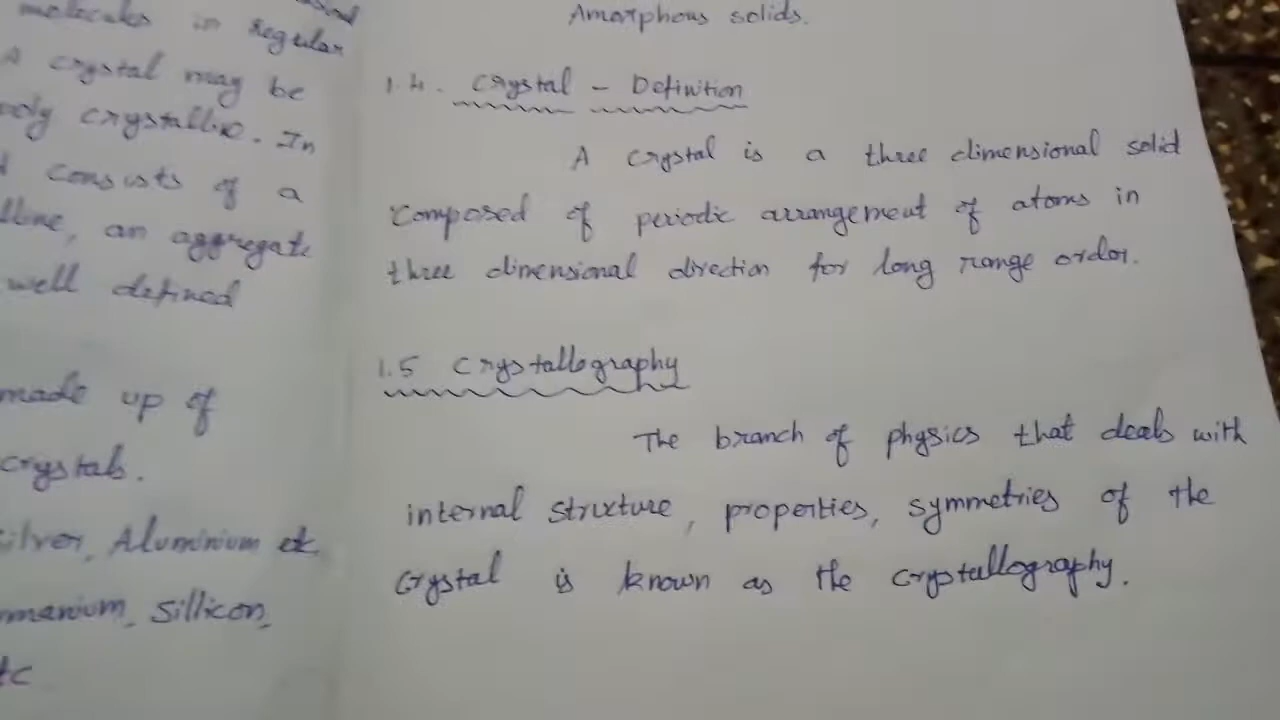 molecules in regular
A crystal may be
crystalline. In
consists of a
an aggregate
well defined
made up of
crystals.
Silver, Aluminium etc
Sillicon,
Amorphous solids.
1.4. Crystal - Definition
A crystal is a three dimensional solid
composed of periodic arrangement of atoms in
three dimensional direction for long range order.
1.5 Crystallography
The branch of physics that deals with
internal structure, properties, symmetries of the
crystal is known as the crystallography.